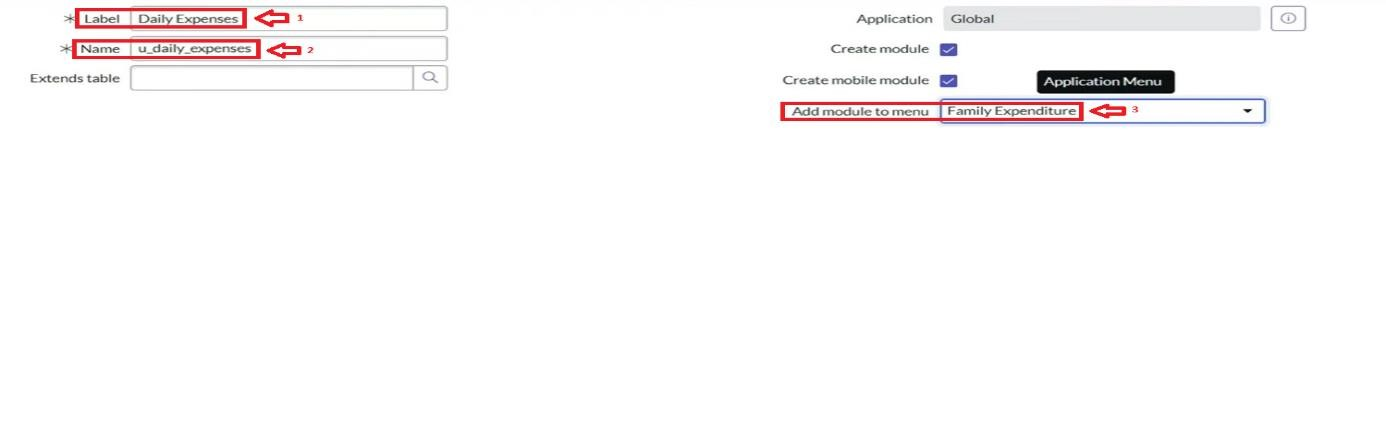 * Label Daily Expenses 1
* Name u_daily_expenses 2
Extends table
Application Global
Create module
Create mobile module Application Menu
Add module to menu Family Expenditure 3